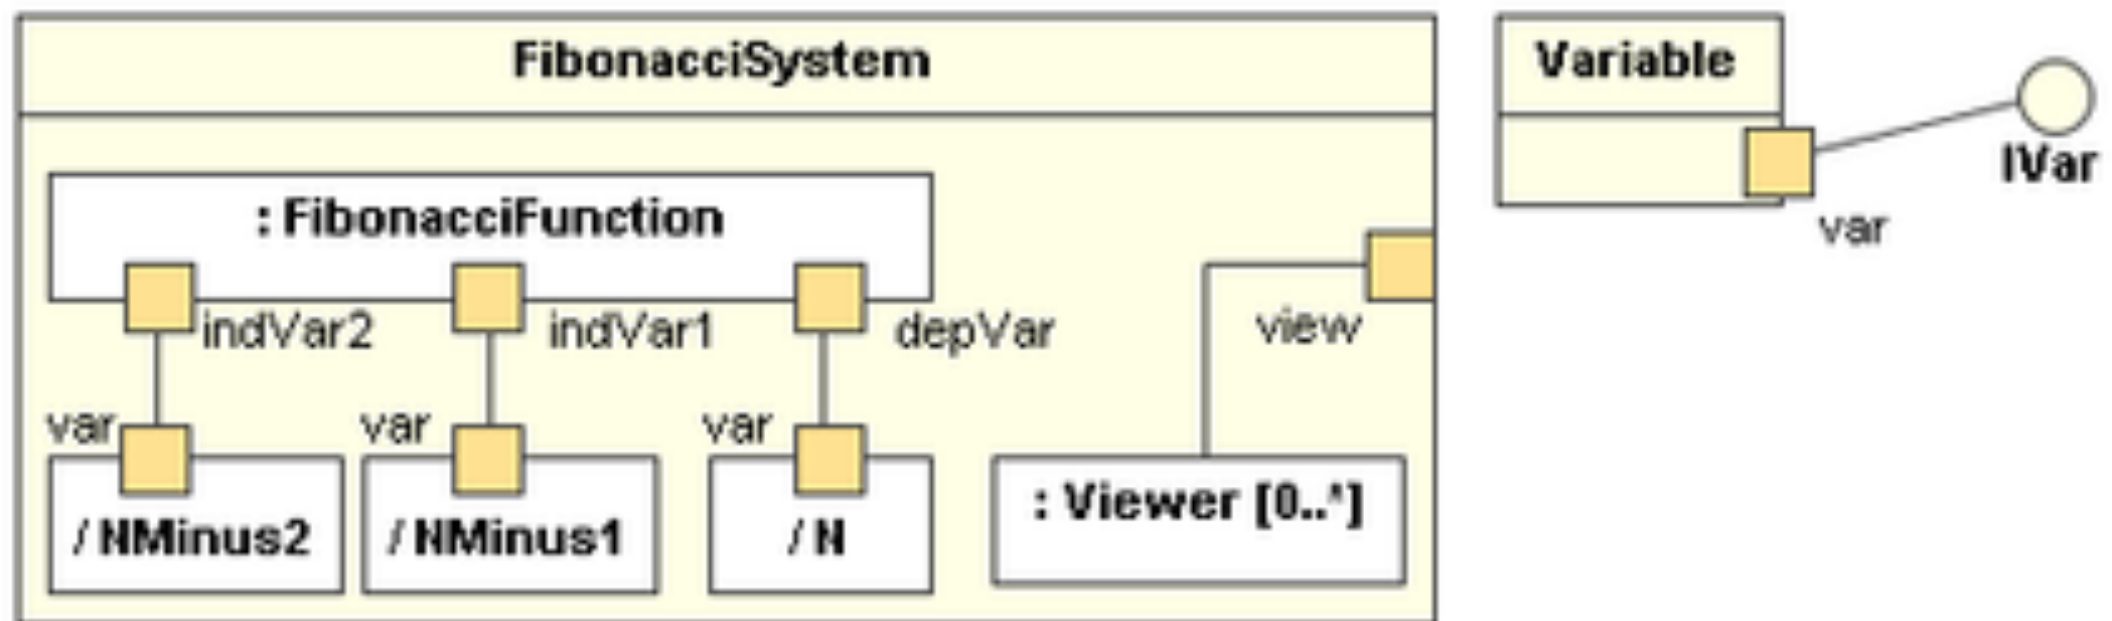 FibonacciSystem
: FibonacciFunction
indVar2
indVar1
depVar
view
var
var
var
/ NMinus2
/ NMinus1
/ N
: Viewer [0..*]
Variable
IVar
var